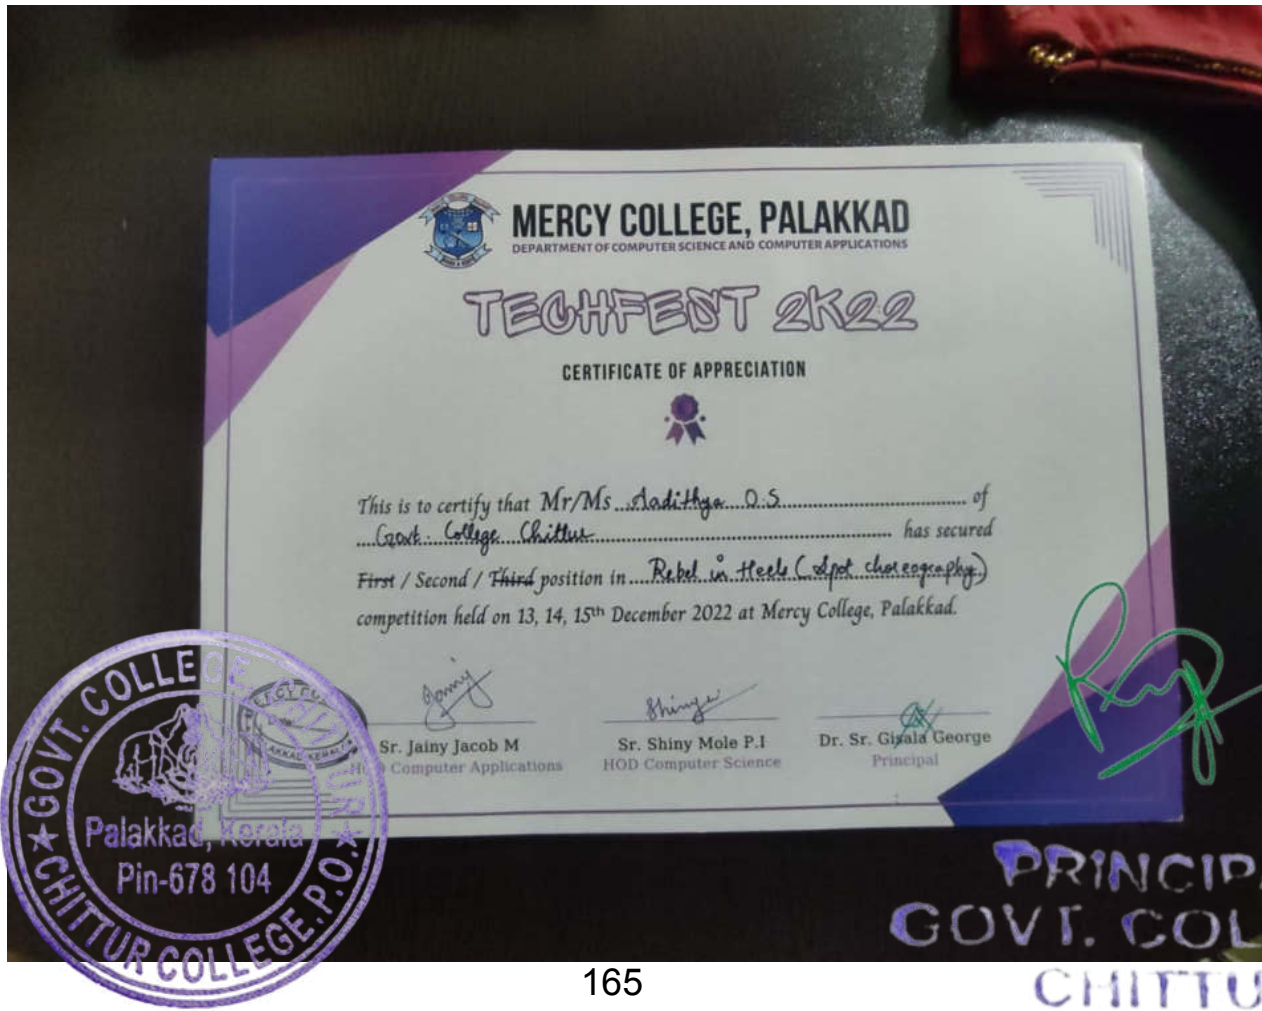 MERCY COLLEGE, PALAKKAD
DEPARTMENT OF COMPUTER SCIENCE AND COMPUTER APPLICATIONS
TECHFEST 2K22
CERTIFICATE OF APPRECIATION
This is to certify that Mr/Ms Aadithya O.S of
Govt. College Chittur has secured
First / Second / Third position in Rebel in Heels (Spot choreography)
competition held on 13, 14, 15th December 2022 at Mercy College, Palakkad.
Sr. Jainy Jacob M
Computer Applications
Sr. Shiny Mole P.I
HOD Computer Science
Dr. Sr. Gisala George
Principal
GOVT. COLLEGE, CHITTUR
Palakkad, Kerala
Pin-678 104
CHITTUR COLLEGE.P.O.
PRINCIP
GOVT. COL
CHITTU
165